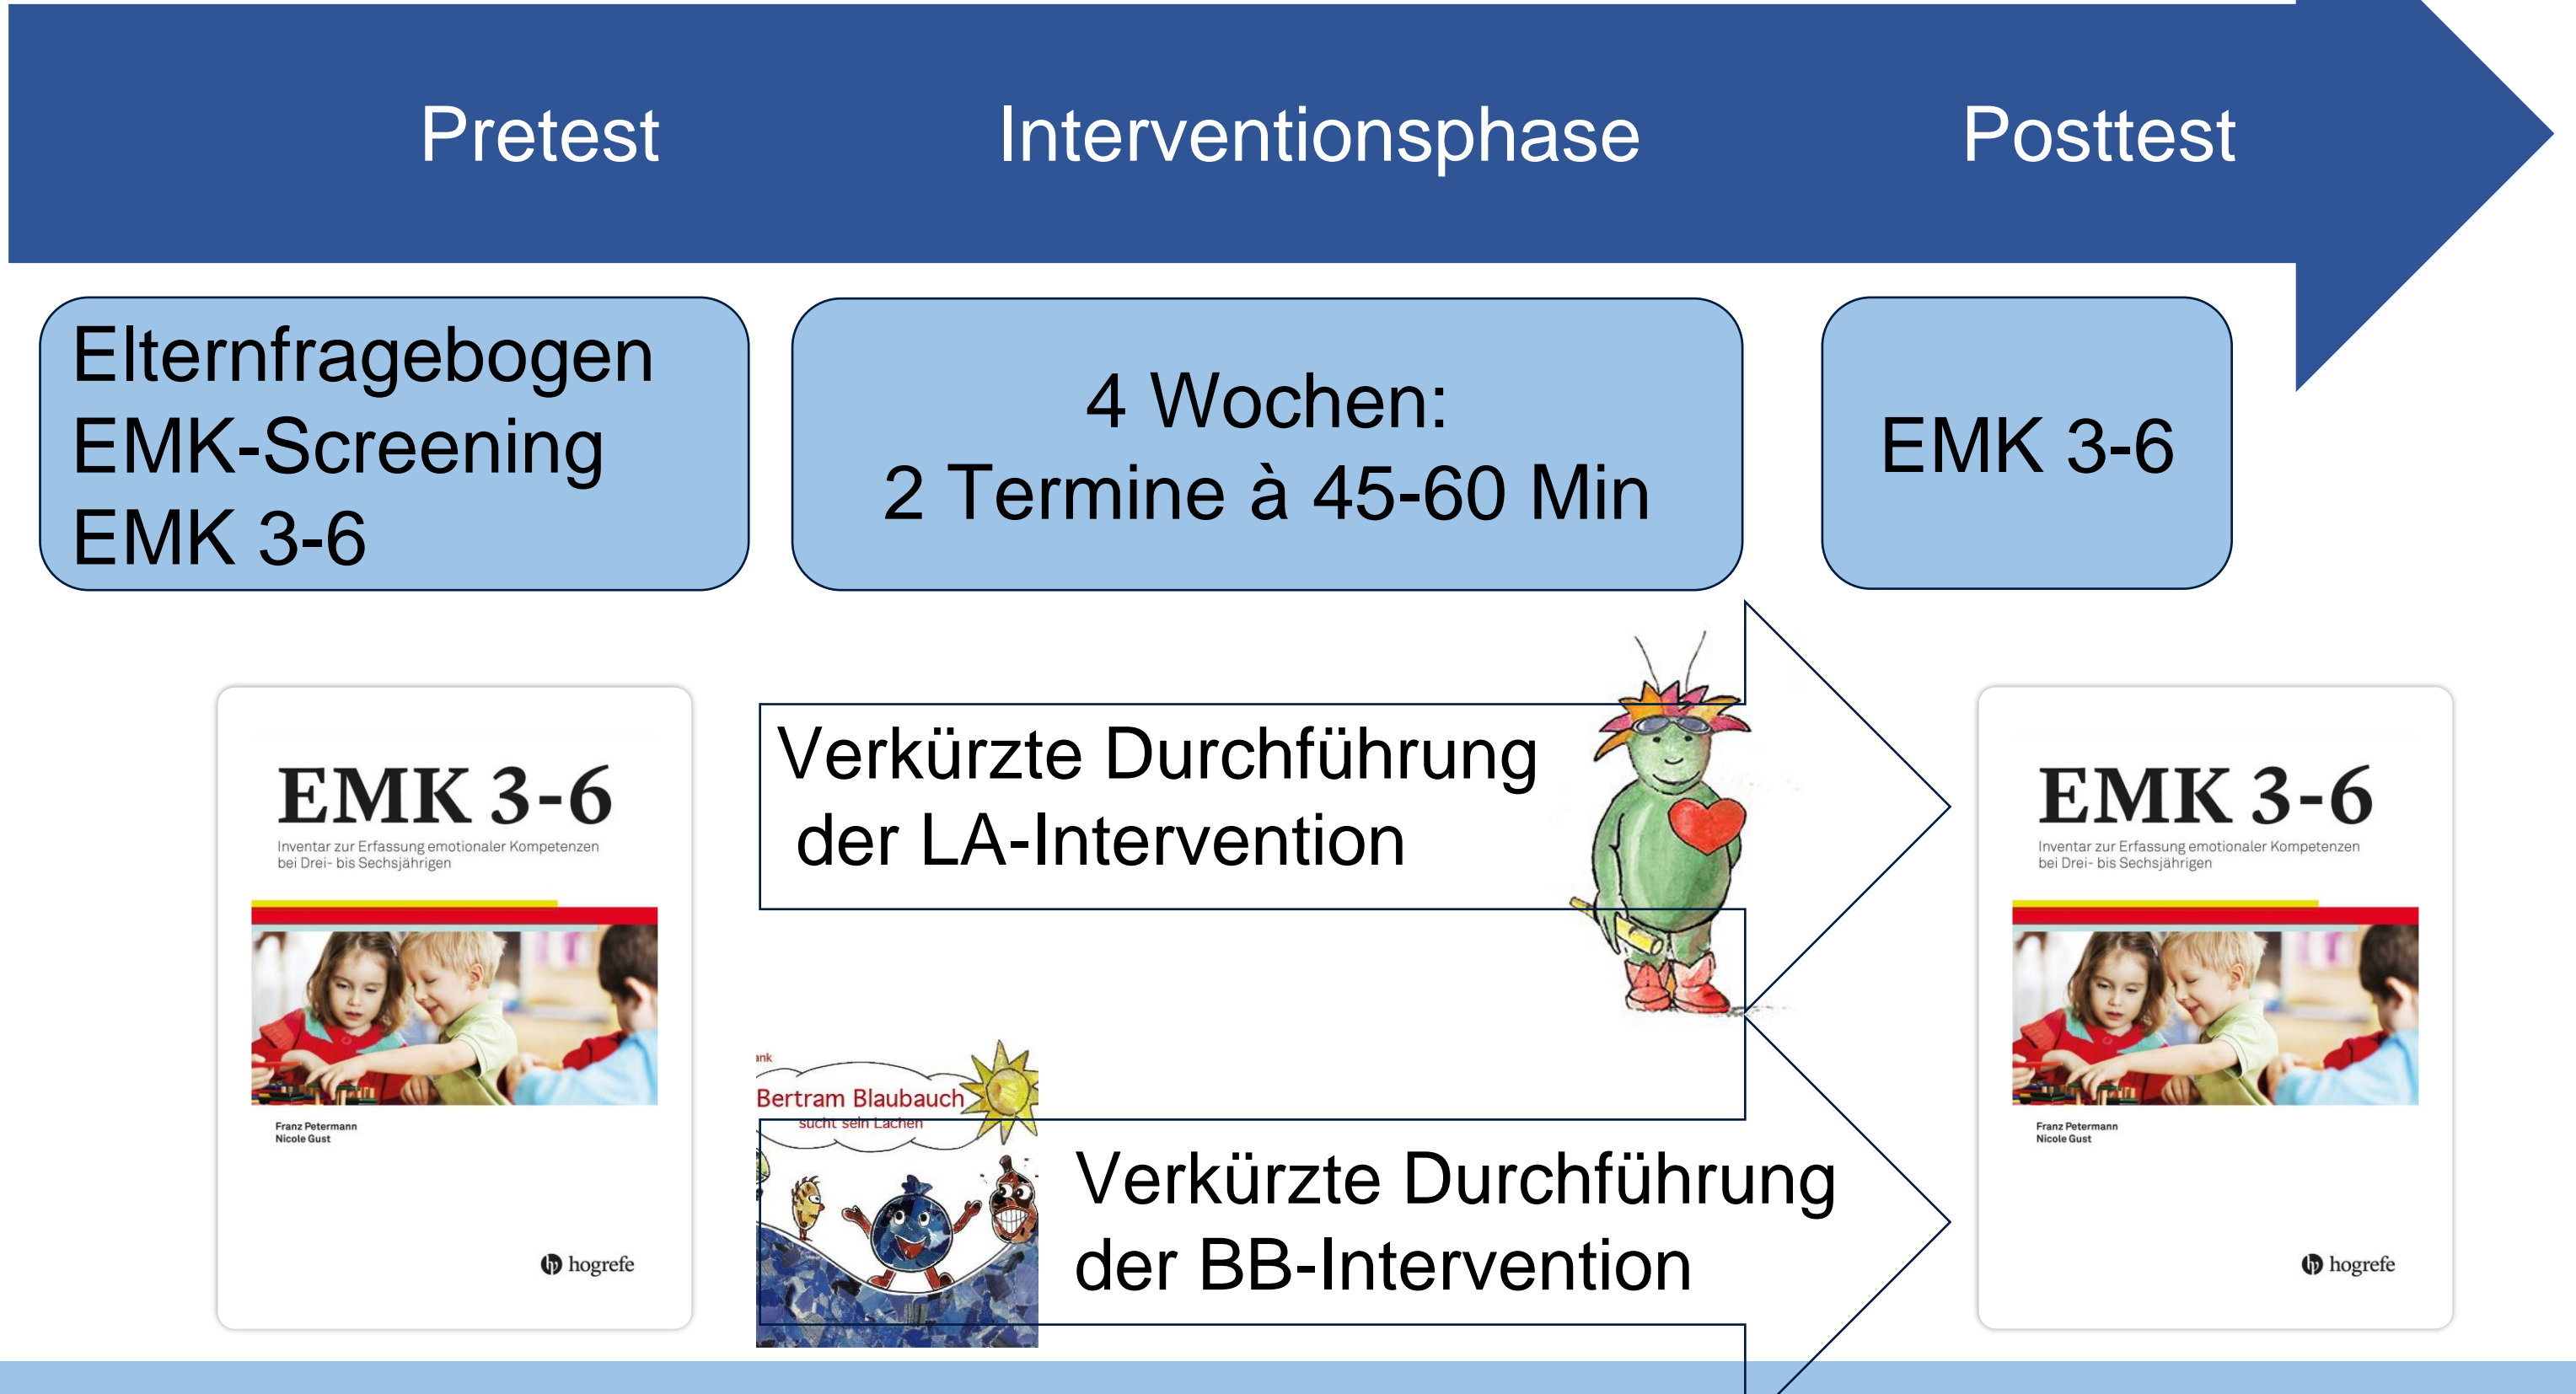 Pretest
Interventionsphase
Posttest
Elternfragebogen
EMK-Screening
EMK 3-6
4 Wochen:
2 Termine à 45-60 Min
EMK 3-6
EMK 3-6
Inventar zur Erfassung emotionaler Kompetenzen
bei Drei- bis Sechsjährigen
Franz Petermann
Nicole Gust
hogrefe
Verkürzte Durchführung
der LA-Intervention
Bertram Blaubauch
sucht sein Lachen
Verkürzte Durchführung
der BB-Intervention
EMK 3-6
Inventar zur Erfassung emotionaler Kompetenzen
bei Drei- bis Sechsjährigen
Franz Petermann
Nicole Gust
hogrefe